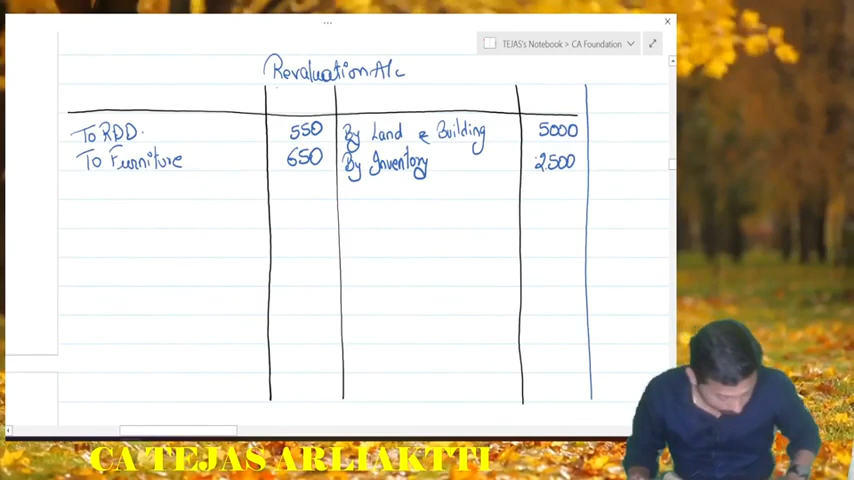 TEJAS's Notebook > CA Foundation
Revaluation A/c
To RDD. 550 By Land & Building 5000
To Furniture 650 By Inventory 2500
CA TEJAS ARLIAKTTI